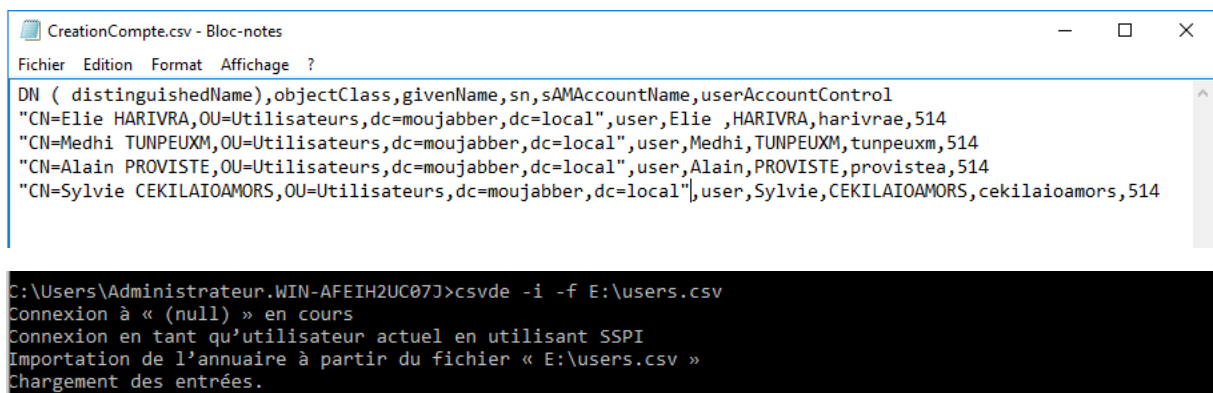 CreationCompte.csv - Bloc-notes
Fichier Edition Format Affichage ?
DN ( distinguishedName),objectClass,givenName,sn,sAMAccountName,userAccountControl
"CN=Elie HARIVRA,OU=Utilisateurs,dc=moujabber,dc=local",user,Elie ,HARIVRA,harivrae,514
"CN=Medhi TUNPEUXM,OU=Utilisateurs,dc=moujabber,dc=local",user,Medhi,TUNPEUXM,tunpeuxm,514
"CN=Alain PROVISTE,OU=Utilisateurs,dc=moujabber,dc=local",user,Alain,PROVISTE,provistea,514
"CN=Sylvie CEKILAIOAMORS,OU=Utilisateurs,dc=moujabber,dc=local",user,Sylvie,CEKILAIOAMORS,cekilaioamors,514
C:\Users\Administrateur.WIN-AFEIH2UC07J>csvde -i -f E:\users.csv
Connexion à « (null) » en cours
Connexion en tant qu’utilisateur actuel en utilisant SSPI
Importation de l’annuaire à partir du fichier « E:\users.csv »
Chargement des entrées.